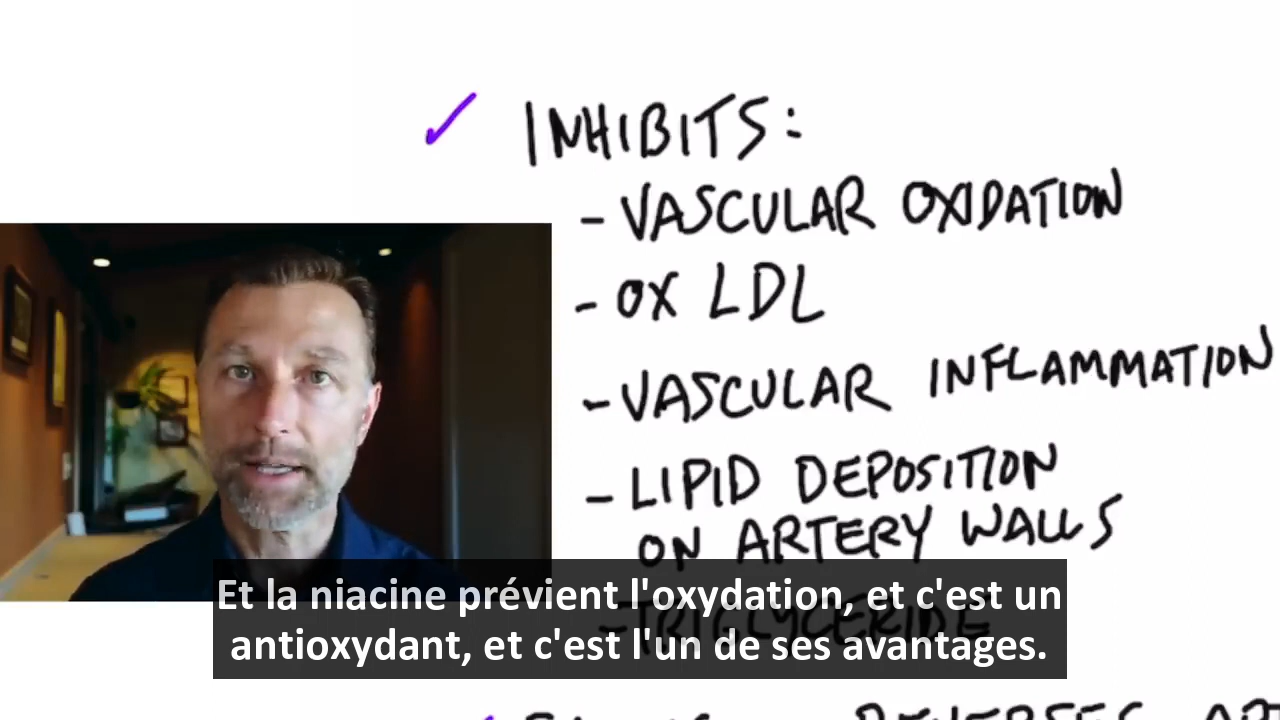 ✓ INHIBITS:
- VASCULAR OXIDATION
- OX LDL
- VASCULAR INFLAMMATION
- LIPID DEPOSITION
ON ARTERY WALLS
- TRIGLYCERIDE
Et la niacine prévient l'oxydation, et c'est un
antioxydant, et c'est l'un de ses avantages.